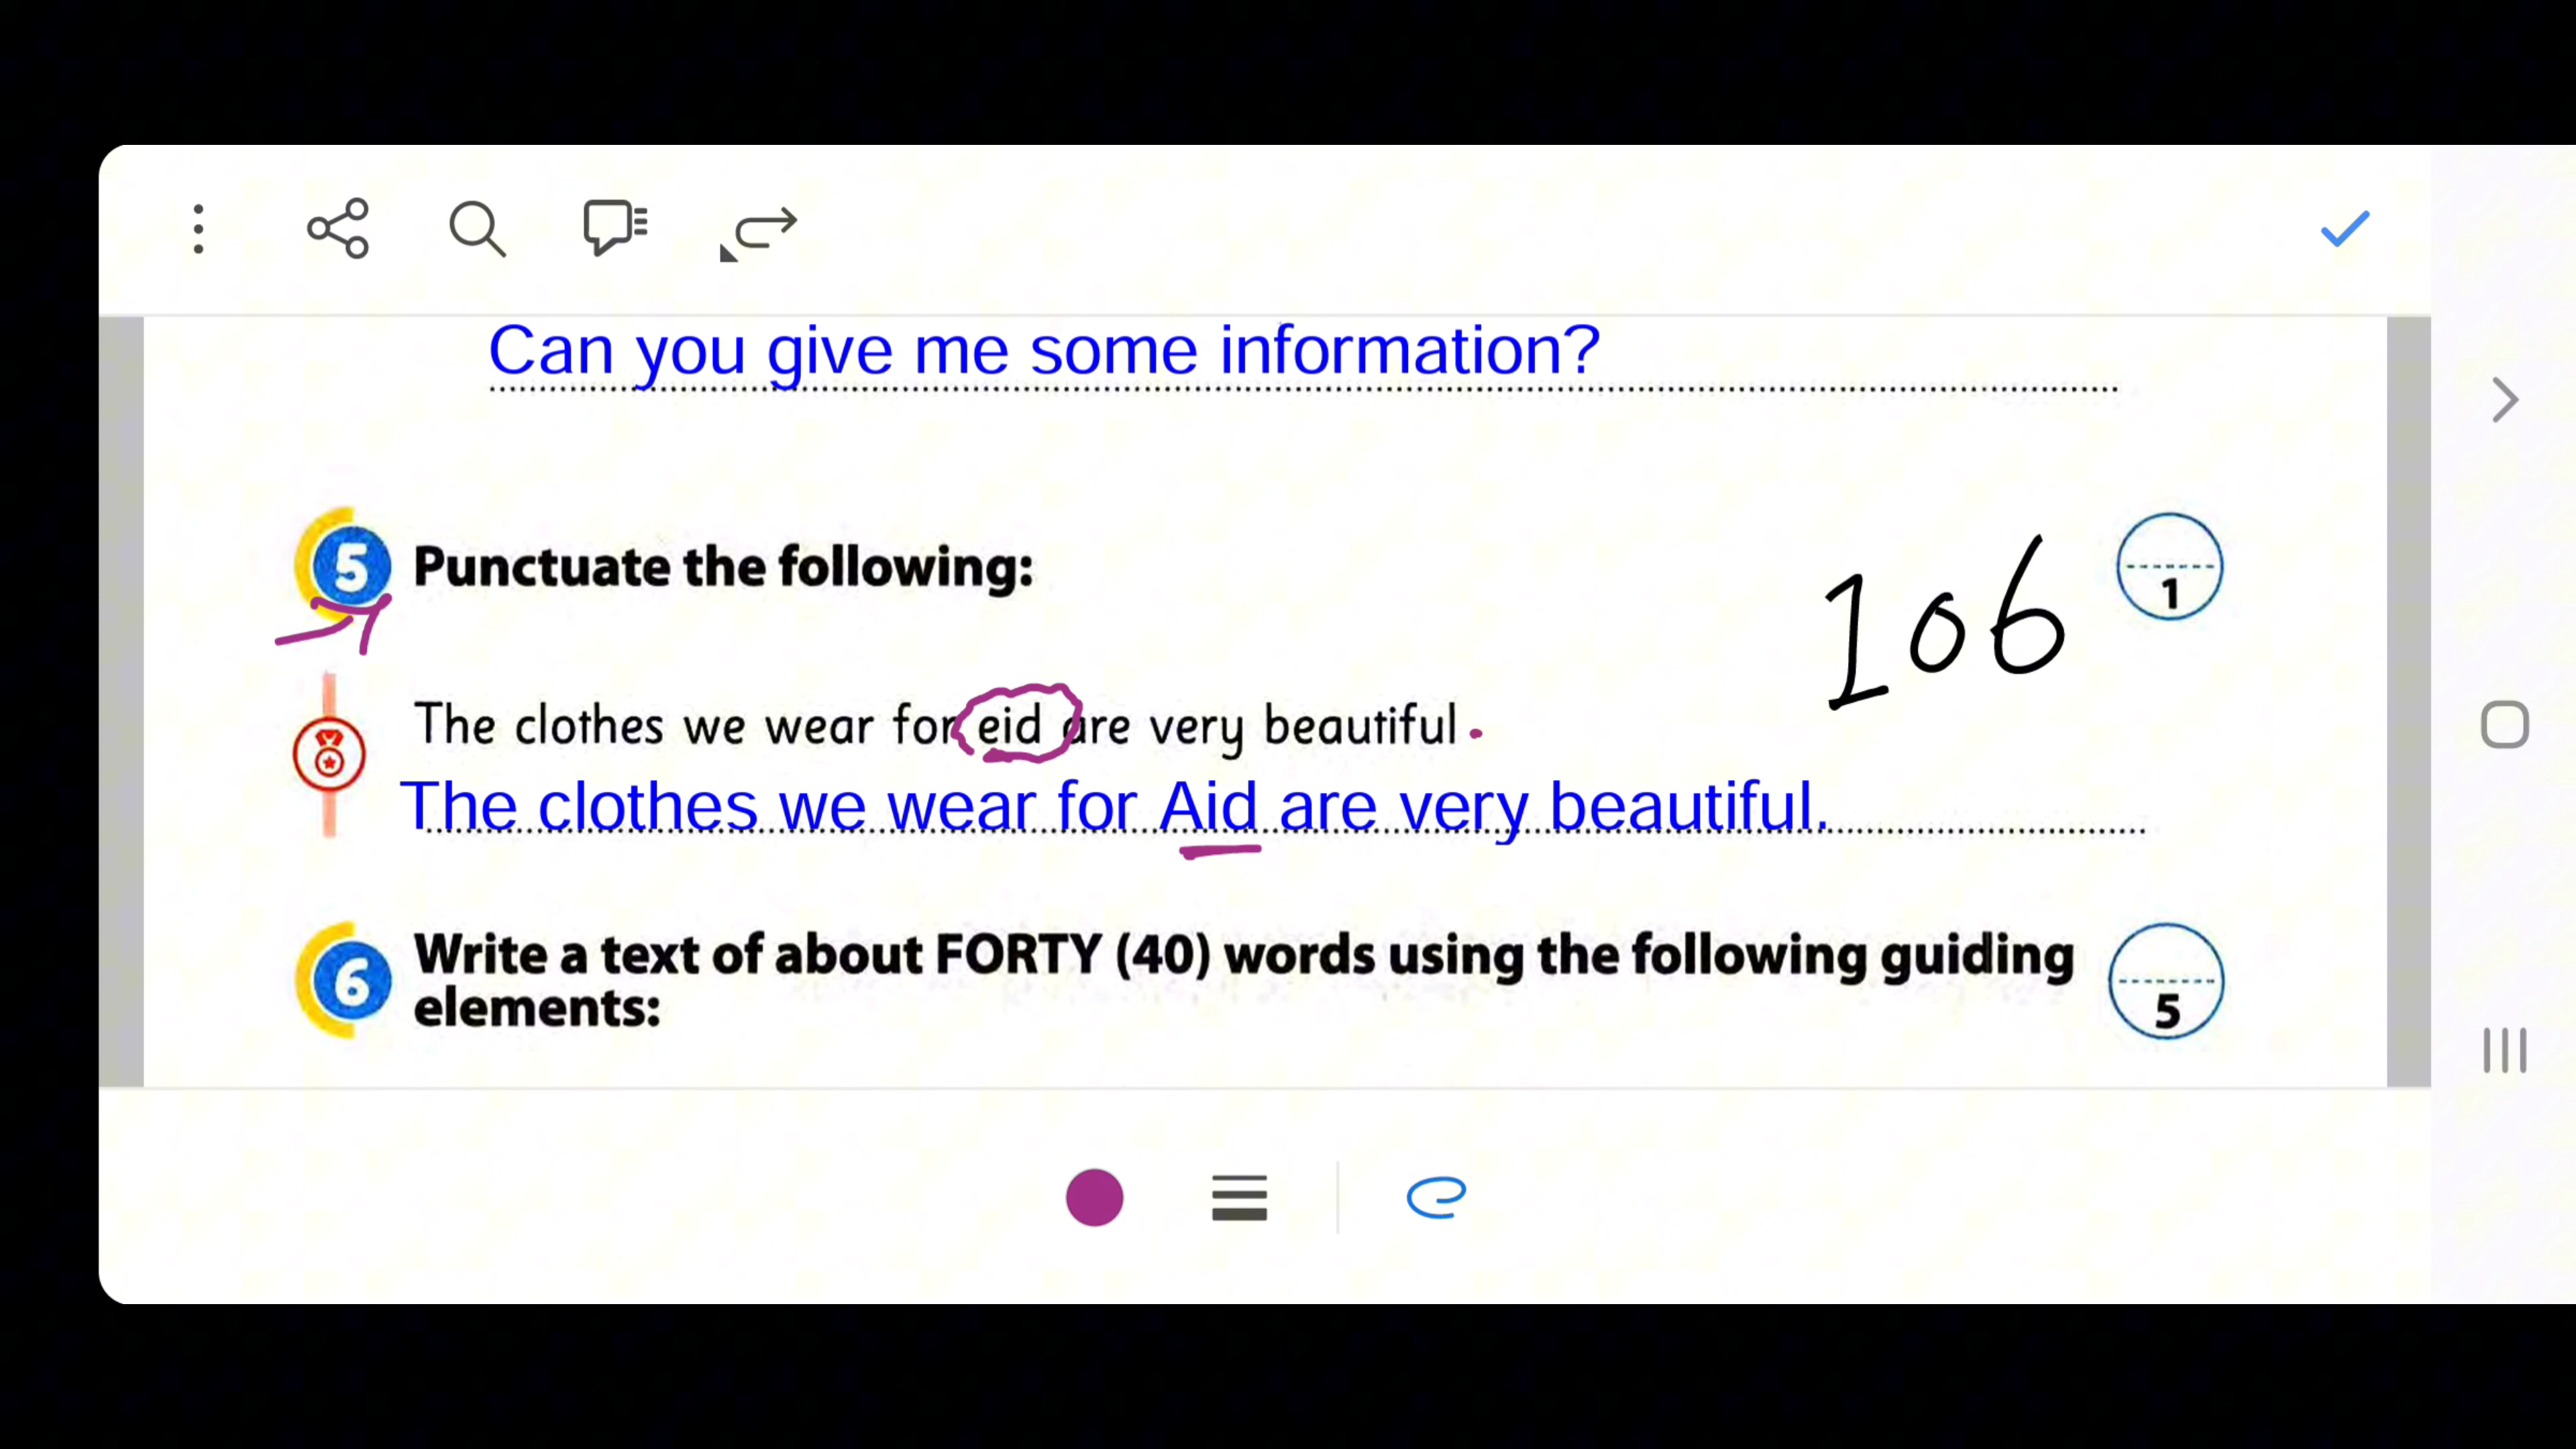 Can you give me some information?
5 Punctuate the following:
106
1
The clothes we wear for eid are very beautiful.
The clothes we wear for Aid are very beautiful.
6 Write a text of about FORTY (40) words using the following guiding
elements:
5